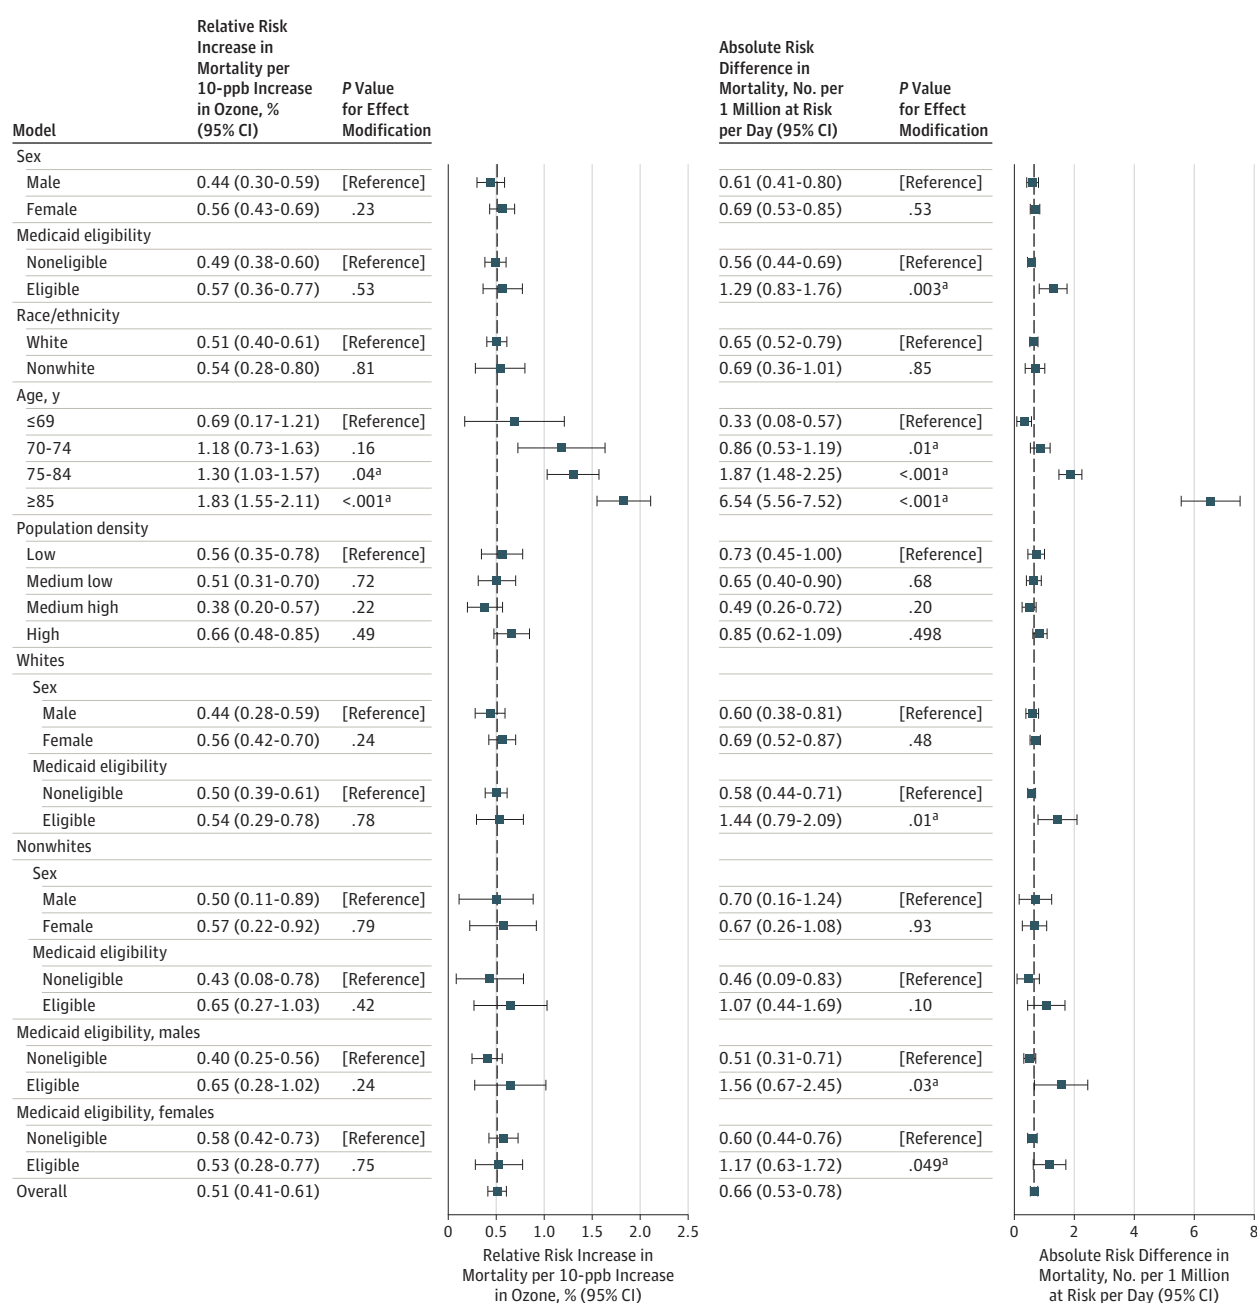 Relative Risk
Increase in
Mortality per
10-ppb Increase
in Ozone, %
(95% CI)
P Value
for Effect
Modification
Absolute Risk
Difference in
Mortality, No. per
1 Million at Risk
per Day (95% CI)
P Value
for Effect
Modification
Model
Sex
Male 0.44 (0.30-0.59) [Reference] 0.61 (0.41-0.80) [Reference]
Female 0.56 (0.43-0.69) .23 0.69 (0.53-0.85) .53
Medicaid eligibility
Noneligible 0.49 (0.38-0.60) [Reference] 0.56 (0.44-0.69) [Reference]
Eligible 0.57 (0.36-0.77) .53 1.29 (0.83-1.76) .003a
Race/ethnicity
White 0.51 (0.40-0.61) [Reference] 0.65 (0.52-0.79) [Reference]
Nonwhite 0.54 (0.28-0.80) .81 0.69 (0.36-1.01) .85
Age, y
≤69 0.69 (0.17-1.21) [Reference] 0.33 (0.08-0.57) [Reference]
70-74 1.18 (0.73-1.63) .16 0.86 (0.53-1.19) .01a
75-84 1.30 (1.03-1.57) .04a 1.87 (1.48-2.25) <.001a
≥85 1.83 (1.55-2.11) <.001a 6.54 (5.56-7.52) <.001a
Population density
Low 0.56 (0.35-0.78) [Reference] 0.73 (0.45-1.00) [Reference]
Medium low 0.51 (0.31-0.70) .72 0.65 (0.40-0.90) .68
Medium high 0.38 (0.20-0.57) .22 0.49 (0.26-0.72) .20
High 0.66 (0.48-0.85) .49 0.85 (0.62-1.09) .498
Whites
Sex
Male 0.44 (0.28-0.59) [Reference] 0.60 (0.38-0.81) [Reference]
Female 0.56 (0.42-0.70) .24 0.69 (0.52-0.87) .48
Medicaid eligibility
Noneligible 0.50 (0.39-0.61) [Reference] 0.58 (0.44-0.71) [Reference]
Eligible 0.54 (0.29-0.78) .78 1.44 (0.79-2.09) .01a
Nonwhites
Sex
Male 0.50 (0.11-0.89) [Reference] 0.70 (0.16-1.24) [Reference]
Female 0.57 (0.22-0.92) .79 0.67 (0.26-1.08) .93
Medicaid eligibility
Noneligible 0.43 (0.08-0.78) [Reference] 0.46 (0.09-0.83) [Reference]
Eligible 0.65 (0.27-1.03) .42 1.07 (0.44-1.69) .10
Medicaid eligibility, males
Noneligible 0.40 (0.25-0.56) [Reference] 0.51 (0.31-0.71) [Reference]
Eligible 0.65 (0.28-1.02) .24 1.56 (0.67-2.45) .03a
Medicaid eligibility, females
Noneligible 0.58 (0.42-0.73) [Reference] 0.60 (0.44-0.76) [Reference]
Eligible 0.53 (0.28-0.77) .75 1.17 (0.63-1.72) .049a
Overall 0.51 (0.41-0.61) 0.66 (0.53-0.78)
0 0.5 1.0 1.5 2.0 2.5
Relative Risk Increase in
Mortality per 10-ppb Increase
in Ozone, % (95% CI)
0 2 4 6 8
Absolute Risk Difference in
Mortality, No. per 1 Million
at Risk per Day (95% CI)